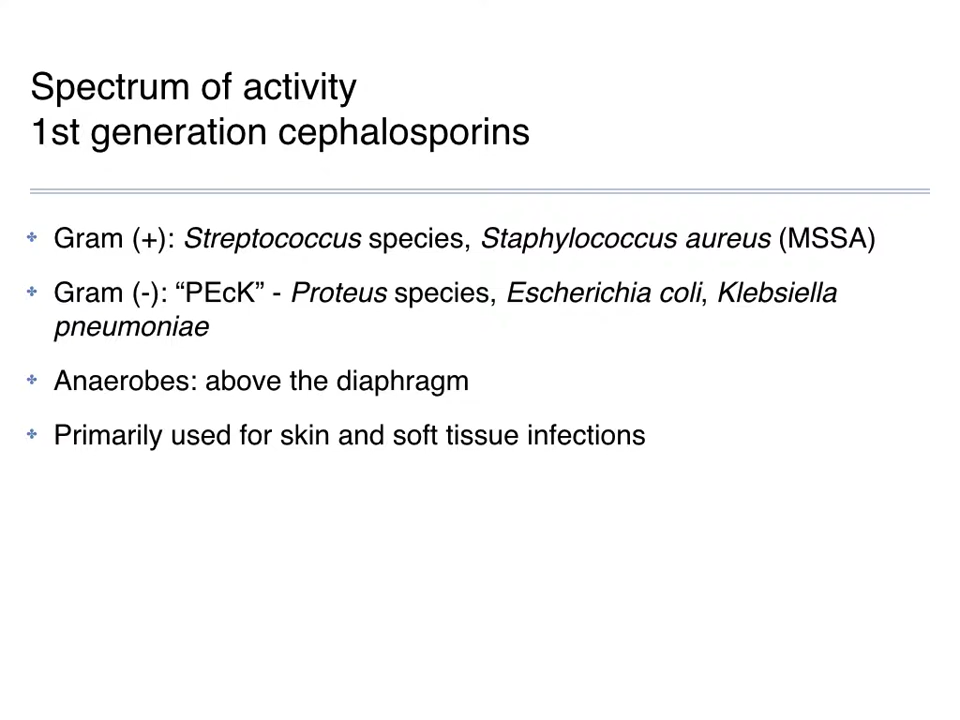 Spectrum of activity
1st generation cephalosporins
Gram (+): Streptococcus species, Staphylococcus aureus (MSSA)
Gram (-): “PEcK” - Proteus species, Escherichia coli, Klebsiella
pneumoniae
Anaerobes: above the diaphragm
Primarily used for skin and soft tissue infections